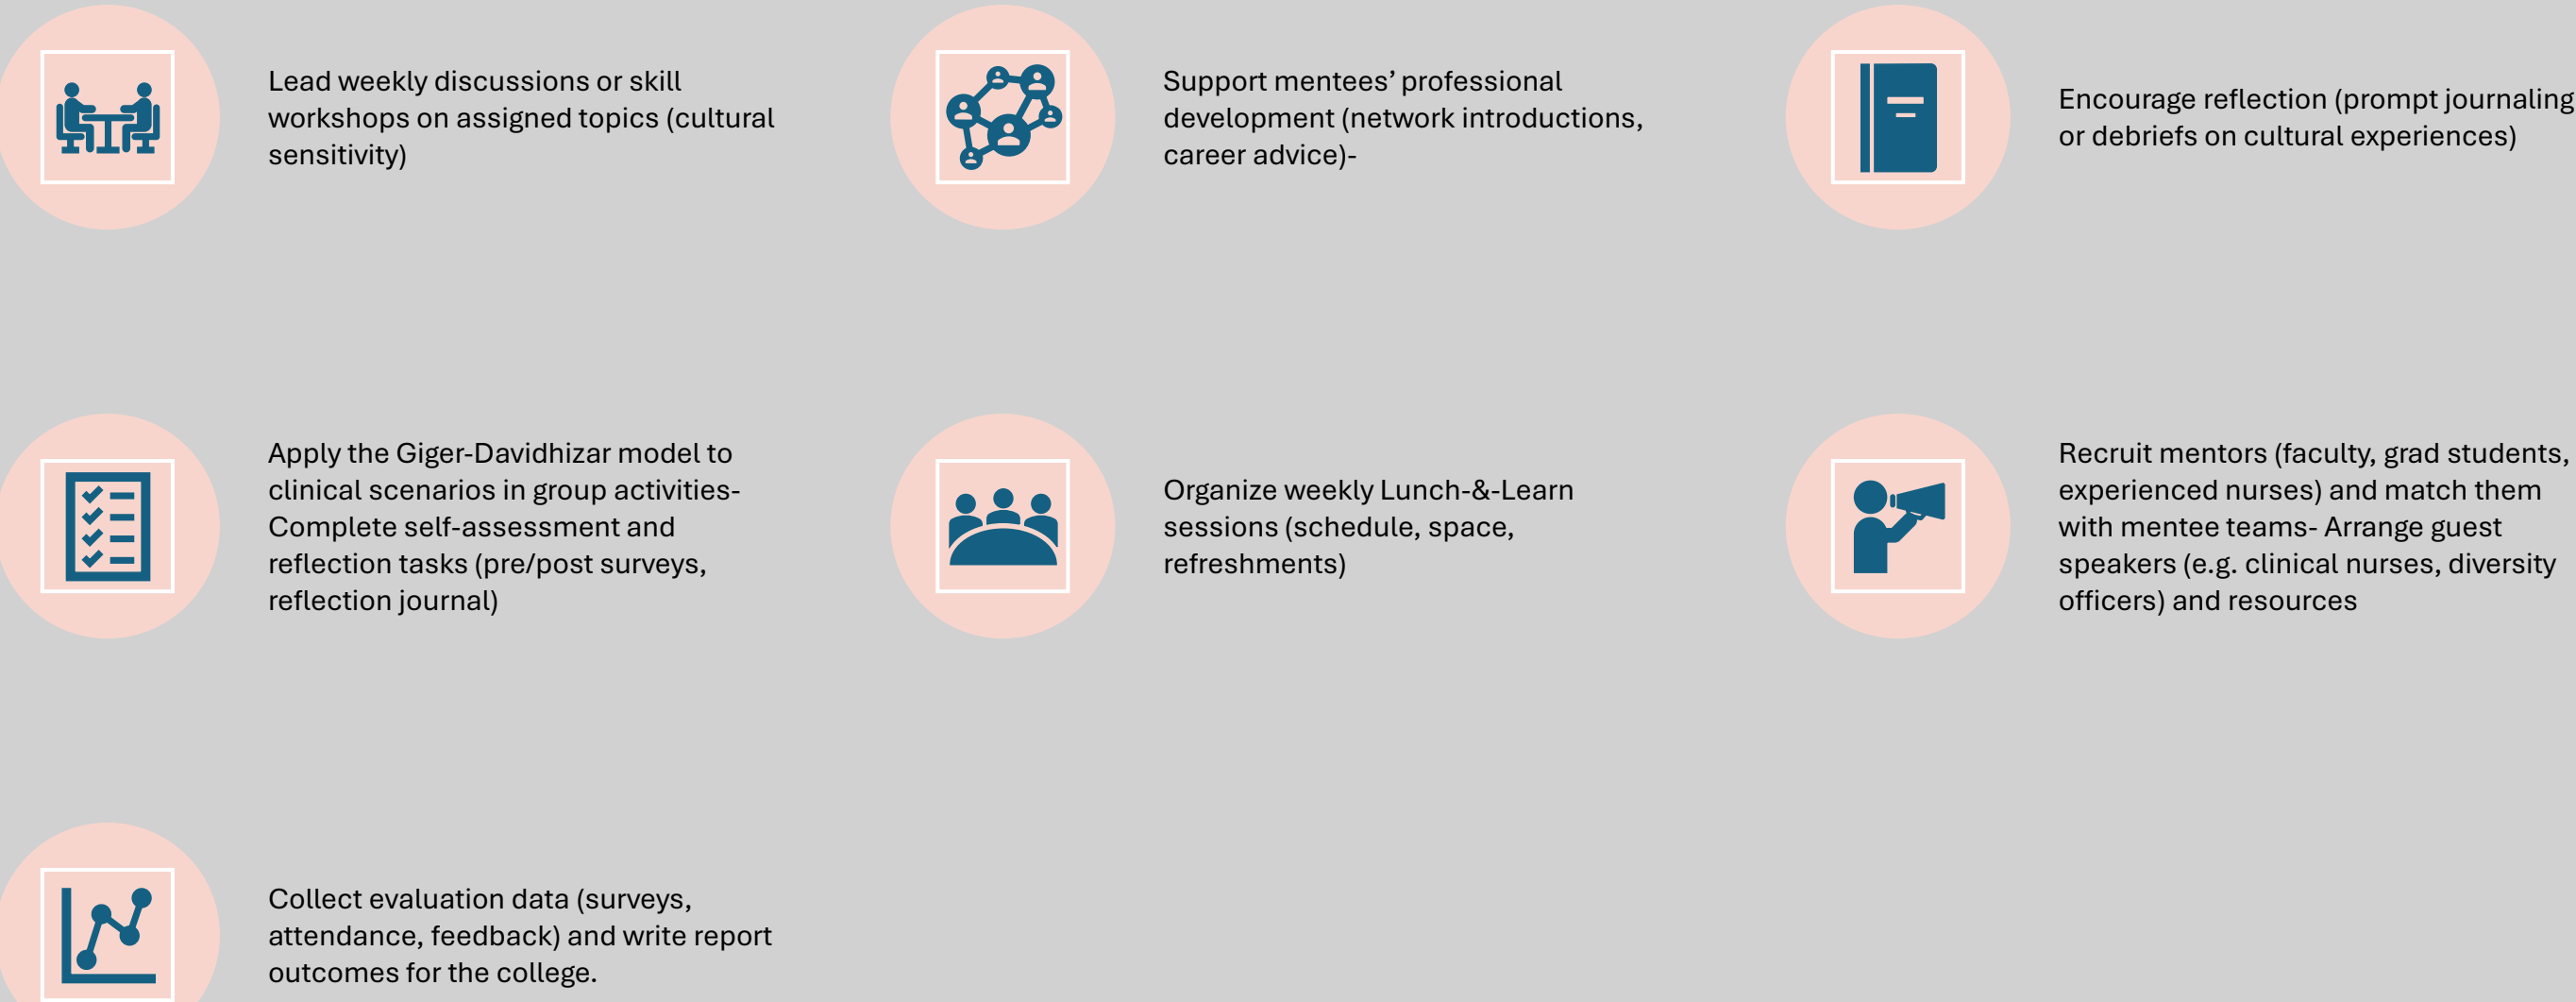 Lead weekly discussions or skill
workshops on assigned topics (cultural
sensitivity)
Support mentees’ professional
development (network introductions,
career advice)-
Encourage reflection (prompt journaling
or debriefs on cultural experiences)
Apply the Giger-Davidhizar model to
clinical scenarios in group activities-
Complete self-assessment and
reflection tasks (pre/post surveys,
reflection journal)
Organize weekly Lunch-&-Learn
sessions (schedule, space,
refreshments)
Recruit mentors (faculty, grad students,
experienced nurses) and match them
with mentee teams- Arrange guest
speakers (e.g. clinical nurses, diversity
officers) and resources
Collect evaluation data (surveys,
attendance, feedback) and write report
outcomes for the college.